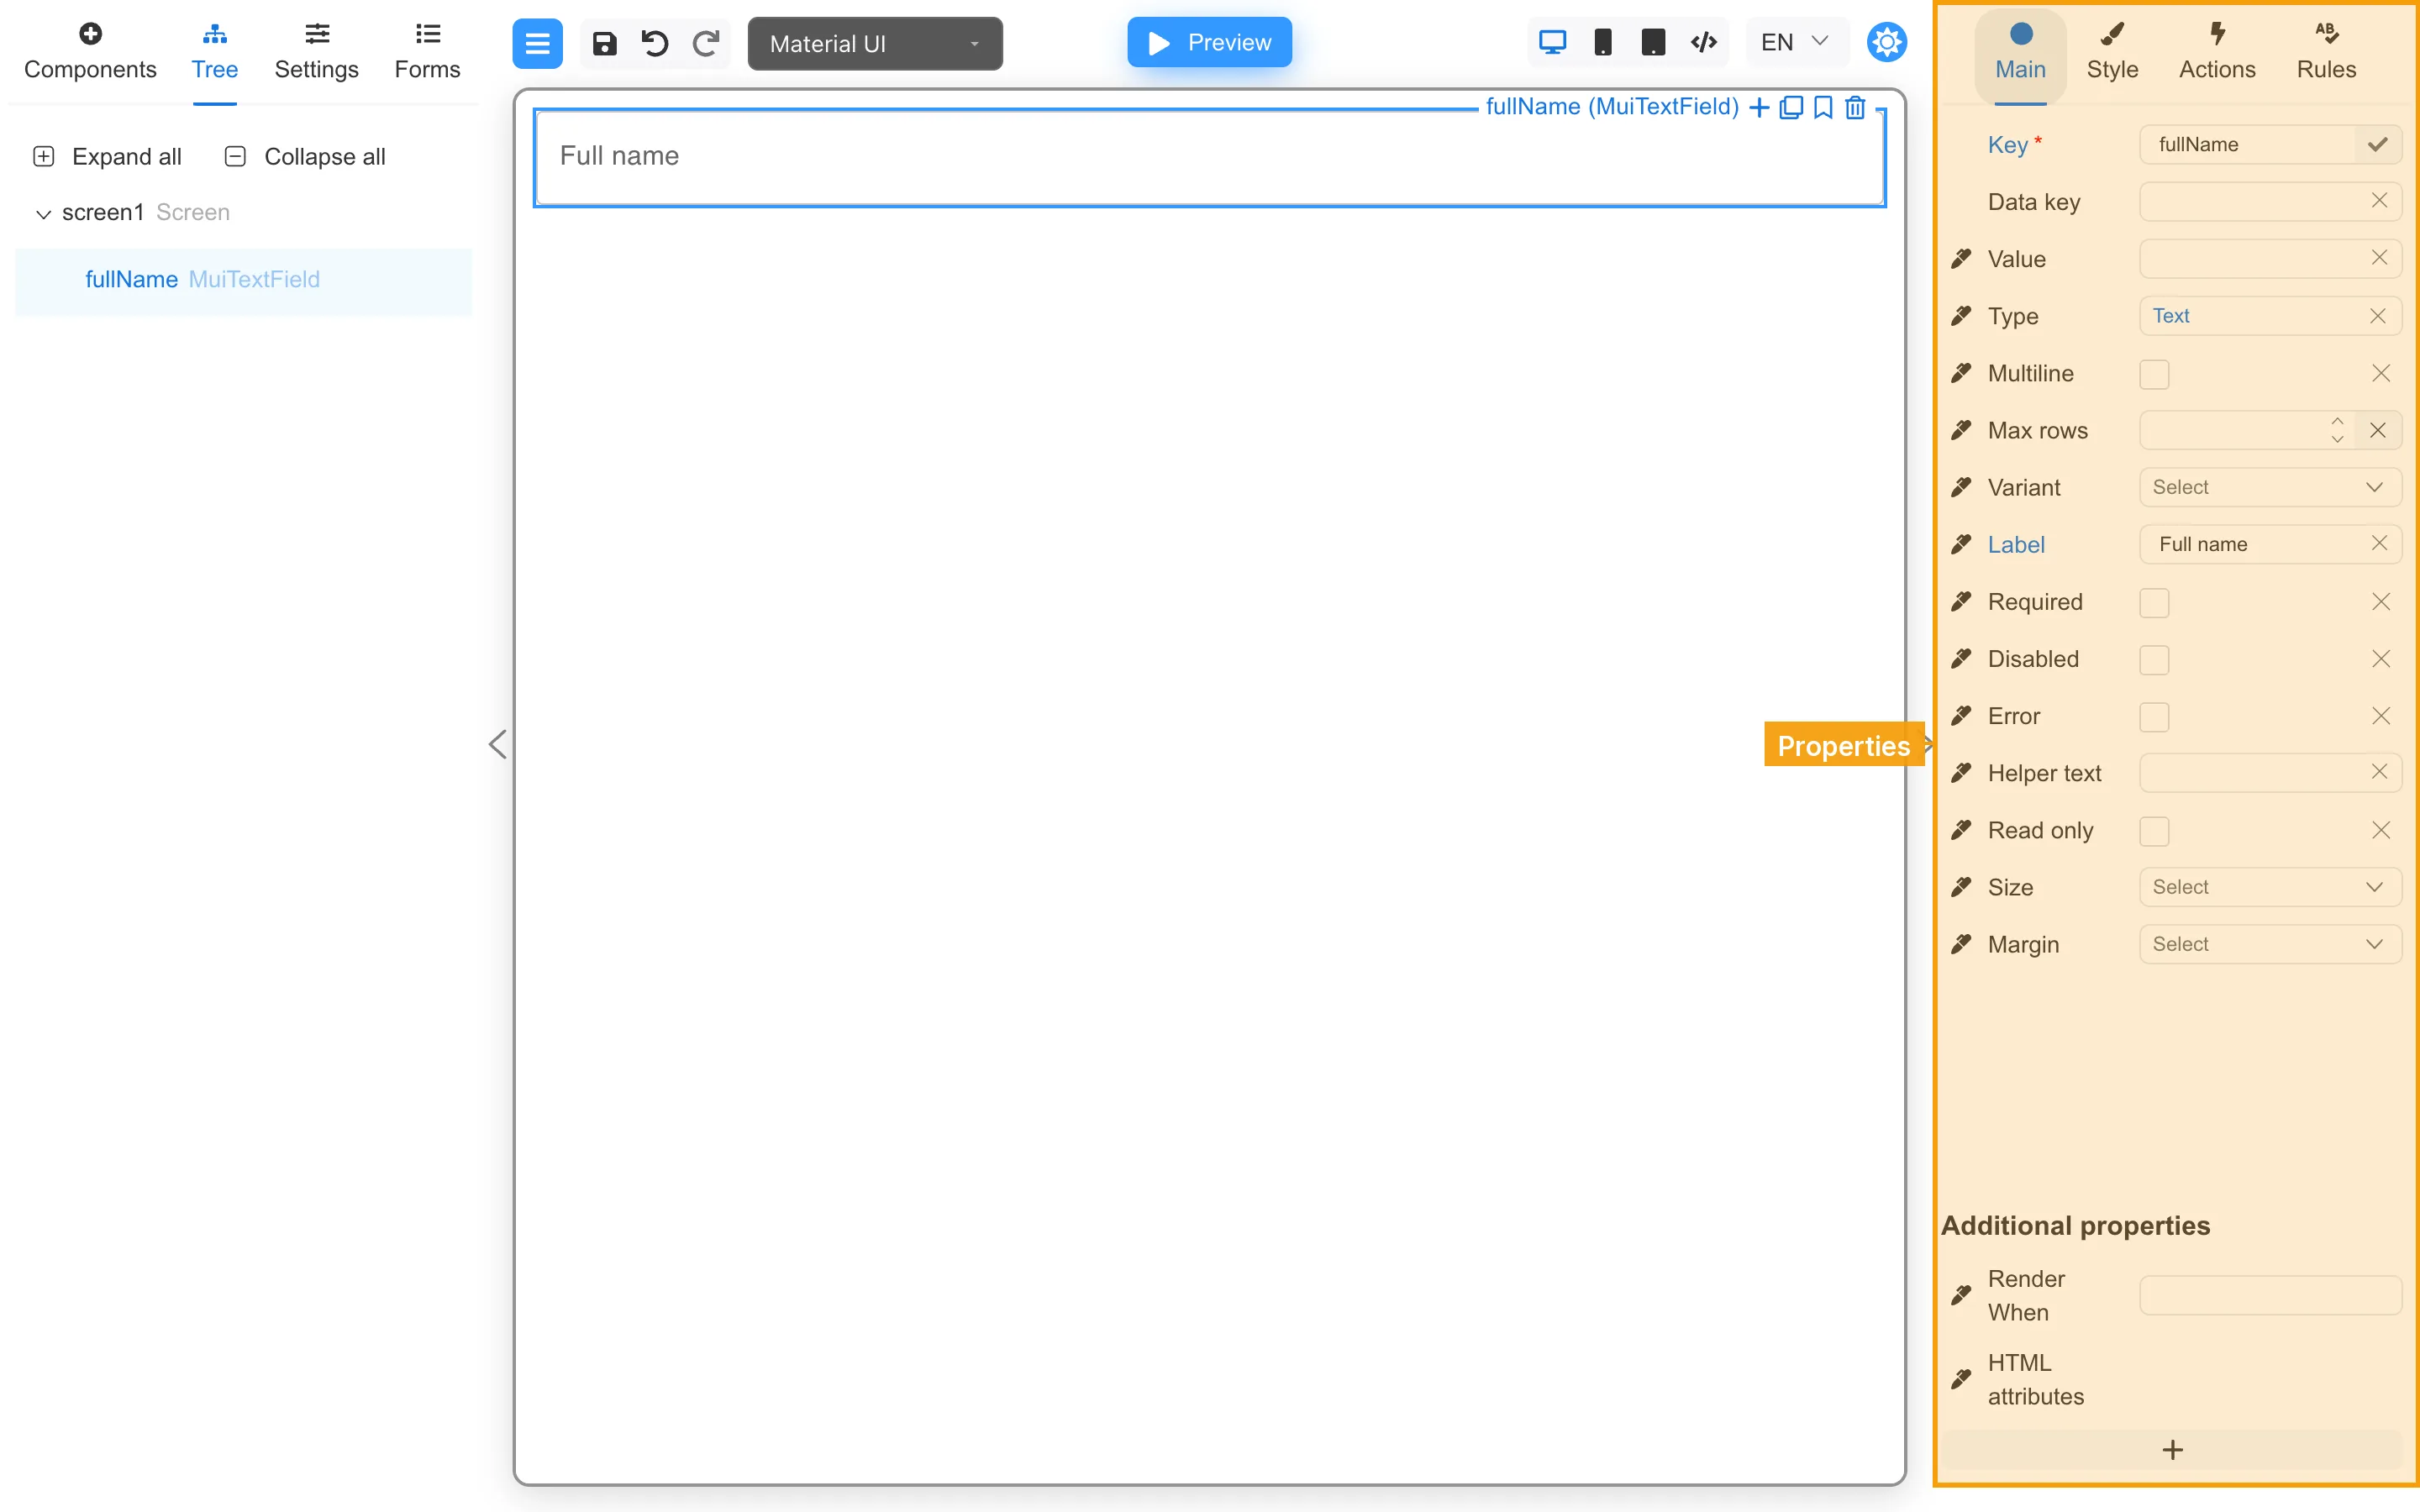 Components
Tree
Settings
Forms
Material UI
Preview
EN
Expand all
Collapse all
screen1 Screen
fullName MuiTextField
fullName (MuiTextField)
Full name
Properties
Main
Style
Actions
AB
Rules
Key * fullName
Data key
Value
Type Text
Multiline
Max rows
Variant Select
Label Full name
Required
Disabled
Error
Helper text
Read only
Size Select
Margin Select
Additional properties
Render
When
HTML
attributes